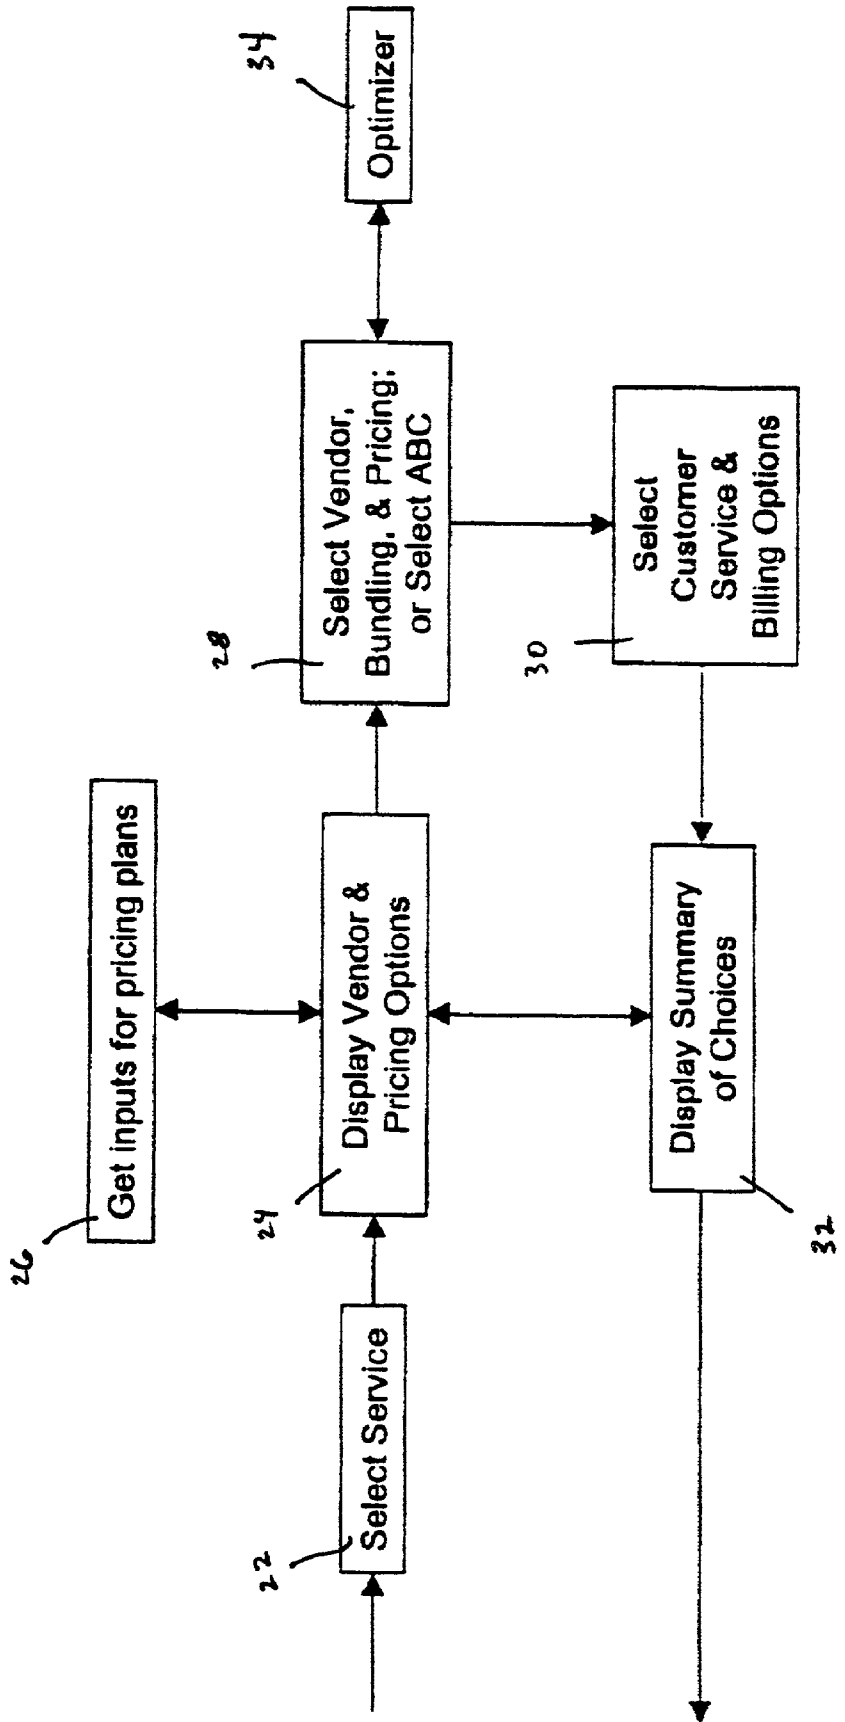 26
Get inputs for pricing plans
22
Select Service
24
Display Vendor &
Pricing Options
28
Select Vendor,
Bundling, & Pricing;
or Select ABC
34
Optimizer
32
Display Summary
of Choices
30
Select
Customer
Service &
Billing Options